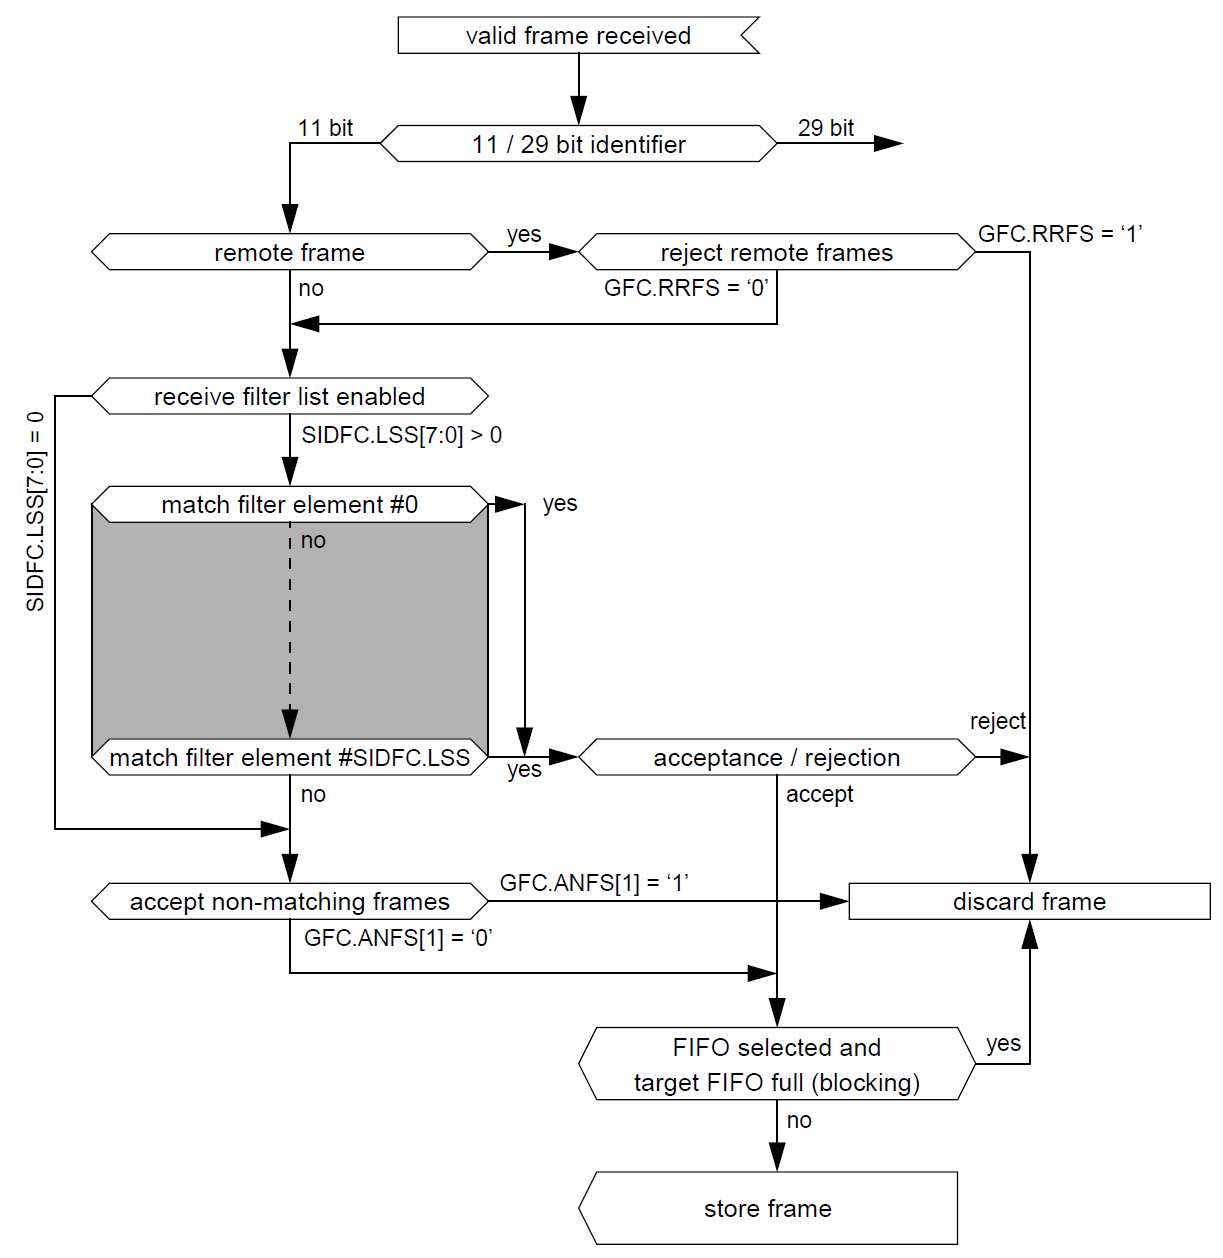 valid frame received
11 bit
29 bit
11 / 29 bit identifier
yes
GFC.RRFS = ‘1’
remote frame
reject remote frames
no
GFC.RRFS = ‘0’
receive filter list enabled
SIDFC.LSS[7:0] = 0
SIDFC.LSS[7:0] > 0
match filter element #0
yes
no
reject
match filter element #SIDFC.LSS
yes
acceptance / rejection
no
accept
GFC.ANFS[1] = ‘1’
accept non-matching frames
discard frame
GFC.ANFS[1] = ‘0’
FIFO selected and
target FIFO full (blocking)
yes
no
store frame